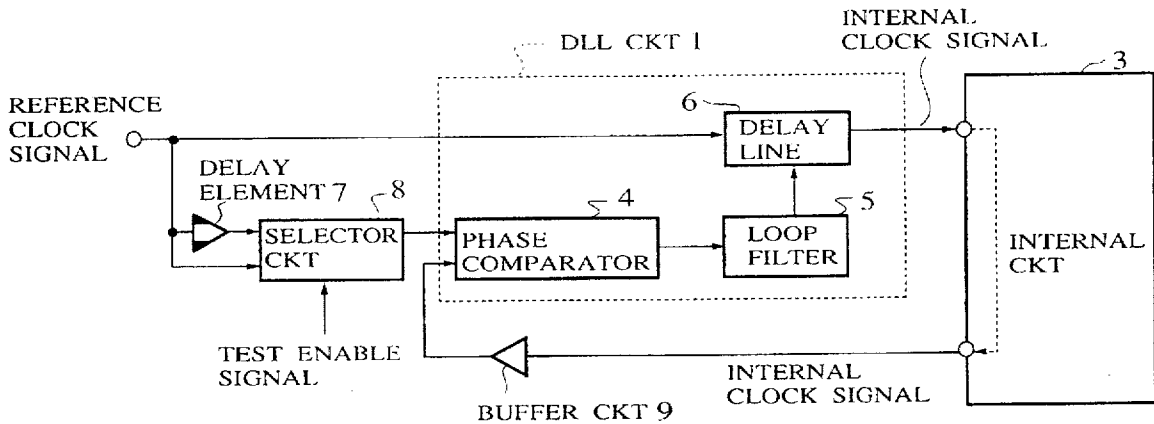 DLL CKT 1
INTERNAL
CLOCK SIGNAL
3
REFERENCE
CLOCK
SIGNAL
6
DELAY
LINE
DELAY
ELEMENT 7
8
SELECTOR
CKT
4
PHASE
COMPARATOR
5
LOOP
FILTER
INTERNAL
CKT
TEST ENABLE
SIGNAL
BUFFER CKT 9
INTERNAL
CLOCK SIGNAL